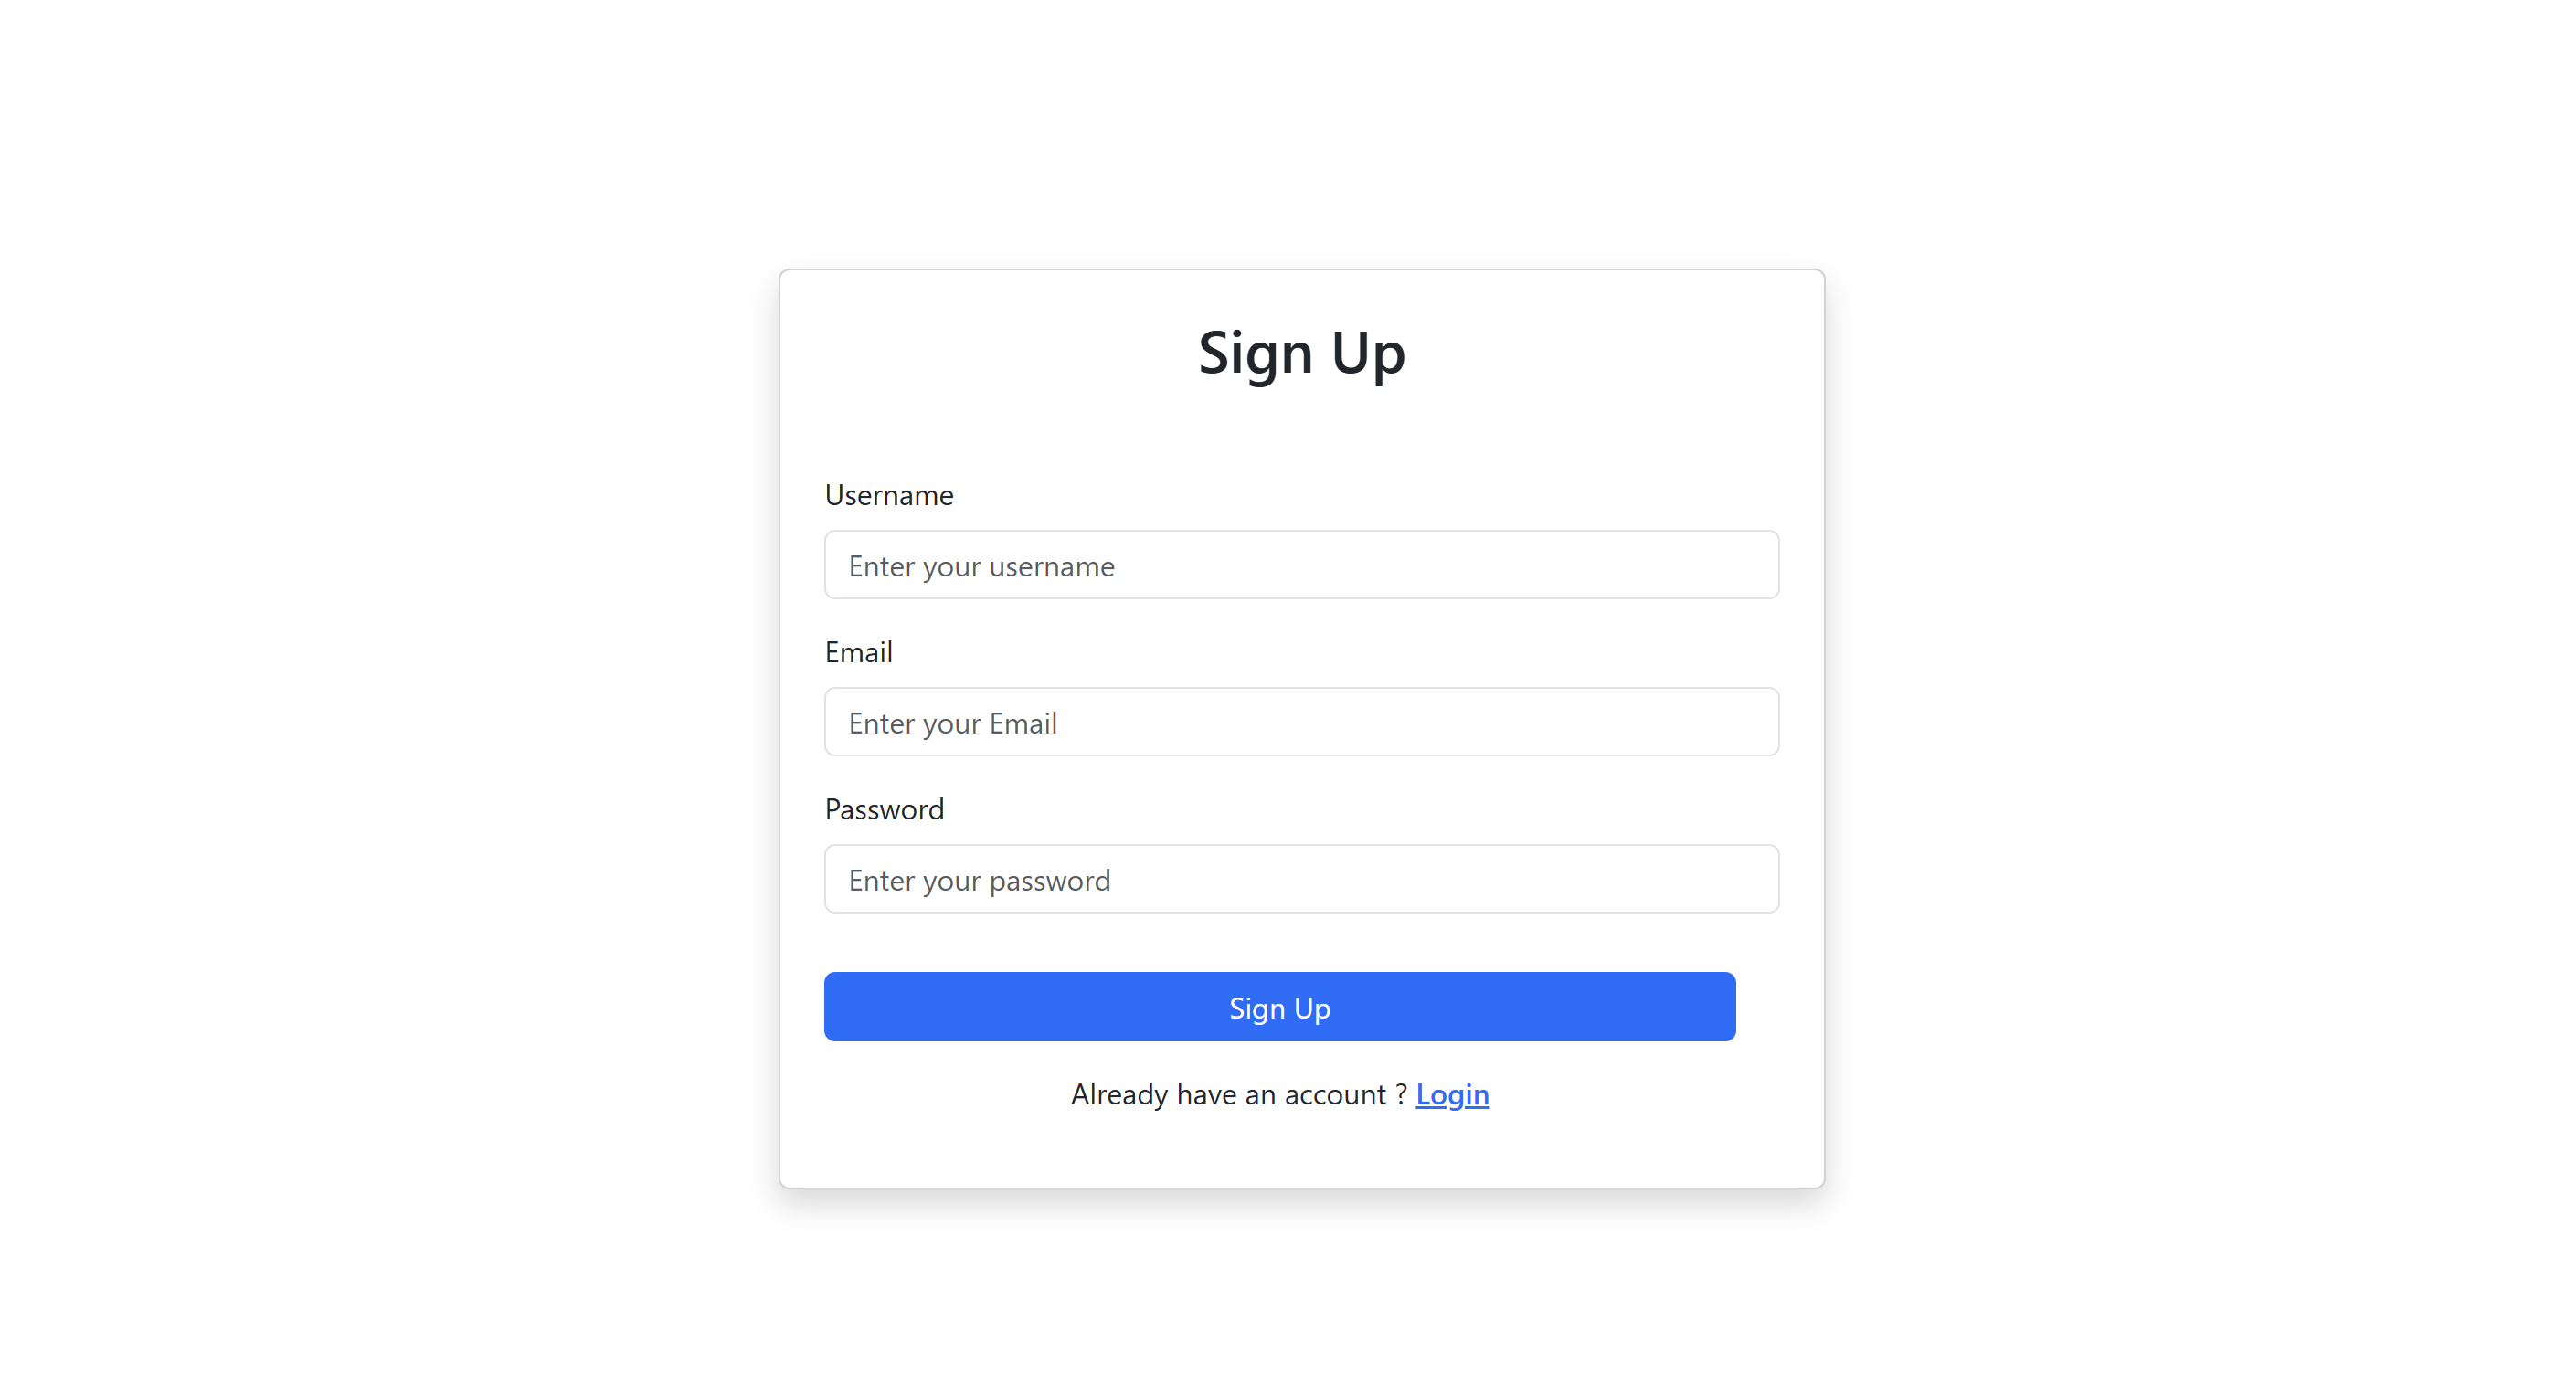 Sign Up
Username
Enter your username
Email
Enter your Email
Password
Enter your password
Sign Up
Already have an account ? Login